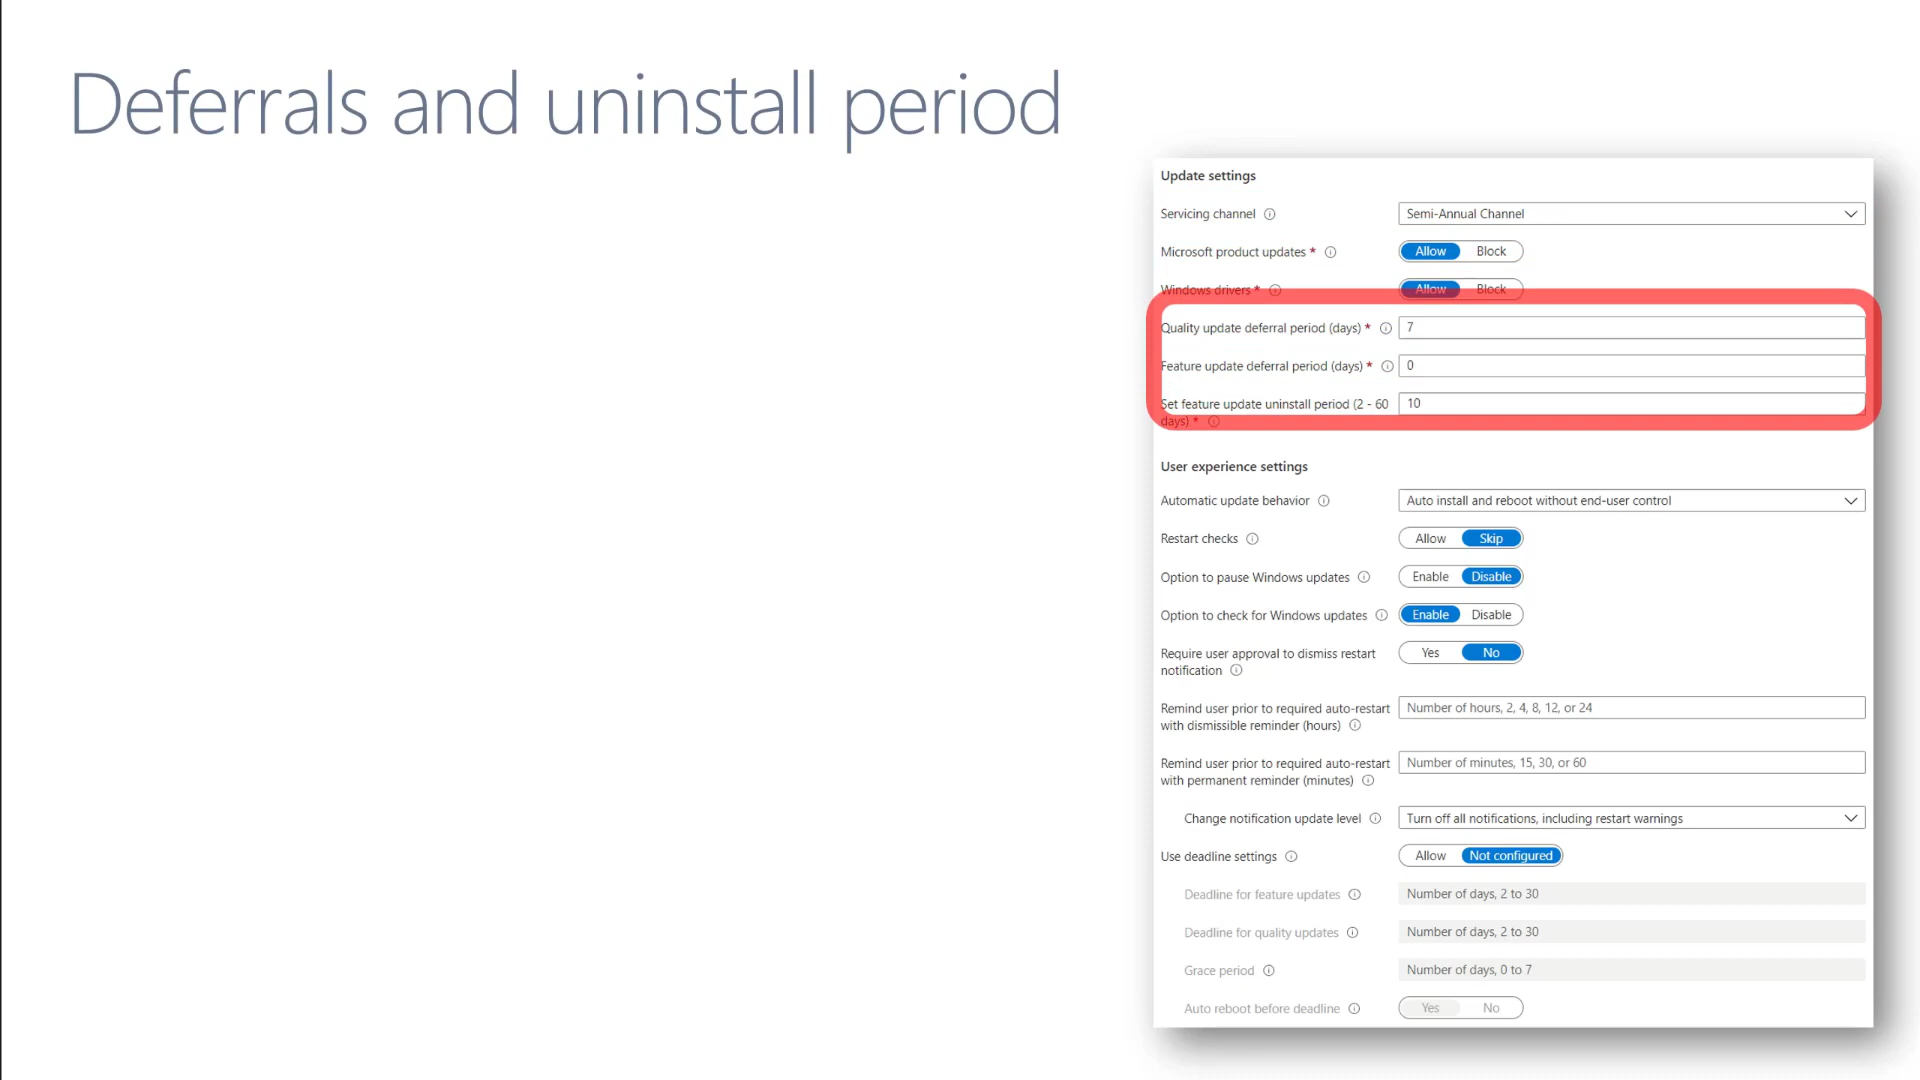 Deferrals and uninstall period
Update settings
Servicing channel
Semi-Annual Channel
Microsoft product updates *
Allow Block
Windows drivers *
Allow Block
Quality update deferral period (days) *
7
Feature update deferral period (days) *
0
Set feature update uninstall period (2 - 60
days) *
10
User experience settings
Automatic update behavior
Auto install and reboot without end-user control
Restart checks
Allow Skip
Option to pause Windows updates
Enable Disable
Option to check for Windows updates
Enable Disable
Require user approval to dismiss restart
notification
Yes No
Remind user prior to required auto-restart
with dismissible reminder (hours)
Number of hours, 2, 4, 8, 12, or 24
Remind user prior to required auto-restart
with permanent reminder (minutes)
Number of minutes, 15, 30, or 60
Change notification update level
Turn off all notifications, including restart warnings
Use deadline settings
Allow Not configured
Deadline for feature updates
Number of days, 2 to 30
Deadline for quality updates
Number of days, 2 to 30
Grace period
Number of days, 0 to 7
Auto reboot before deadline
Yes No